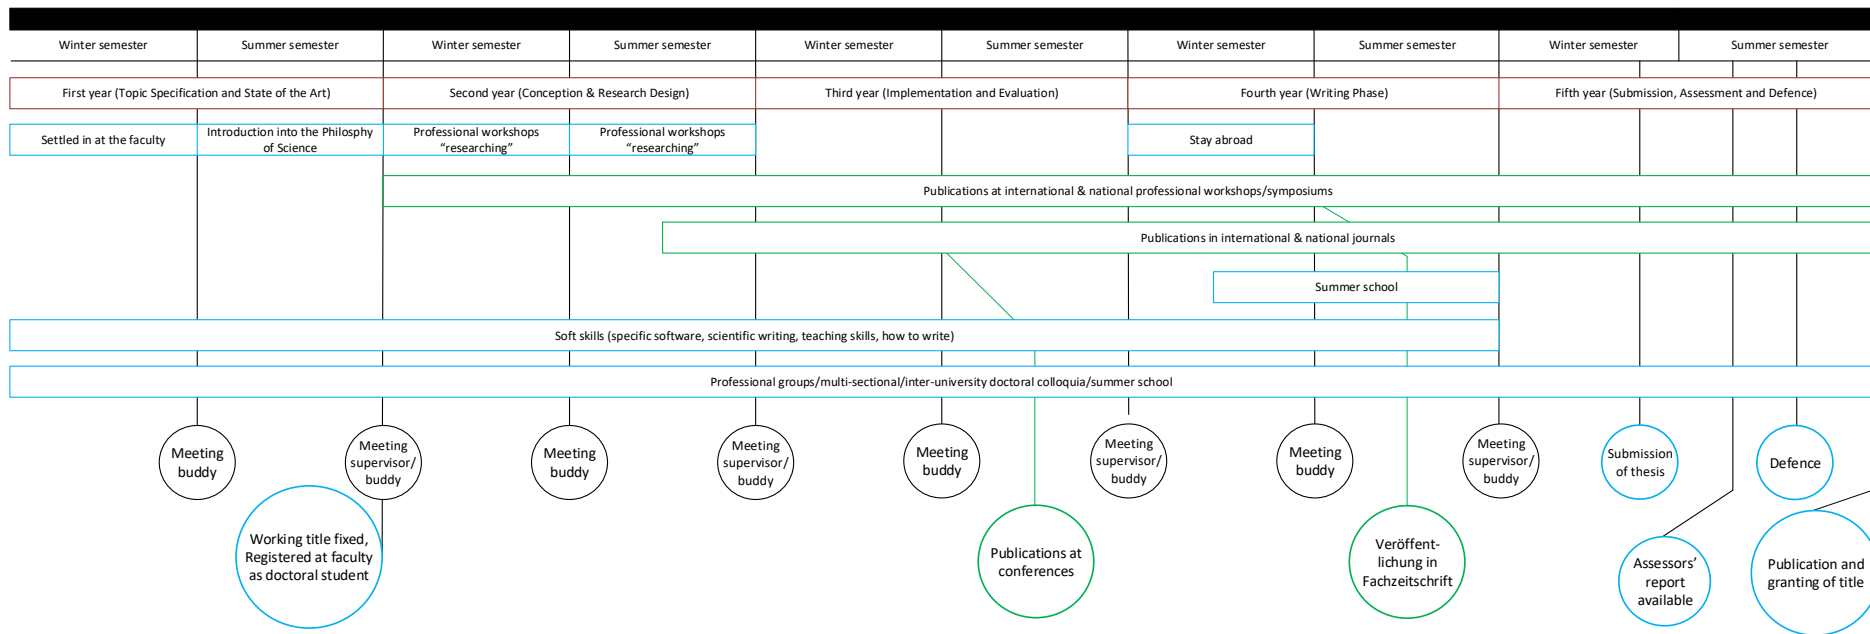 Winter semester
Summer semester
Winter semester
Summer semester
Winter semester
Summer semester
Winter semester
Summer semester
Winter semester
Summer semester
First year (Topic Specification and State of the Art)
Second year (Conception & Research Design)
Third year (Implementation and Evaluation)
Fourth year (Writing Phase)
Fifth year (Submission, Assessment and Defence)
Settled in at the faculty
Introduction into the Philosphy
of Science
Professional workshops
“researching”
Professional workshops
“researching”
Stay abroad
Publications at international & national professional workshops/symposiums
Publications in international & national journals
Summer school
Soft skills (specific software, scientific writing, teaching skills, how to write)
Professional groups/multi-sectional/inter-university doctoral colloquia/summer school
Meeting
buddy
Meeting
supervisor/
buddy
Meeting
buddy
Meeting
supervisor/
buddy
Meeting
buddy
Meeting
supervisor/
buddy
Meeting
buddy
Meeting
supervisor/
buddy
Submission
of thesis
Defence
Working title fixed,
Registered at faculty
as doctoral student
Publications at
conferences
Veröffent-
lichung in
Fachzeitschrift
Assessors’
report
available
Publication and
granting of title